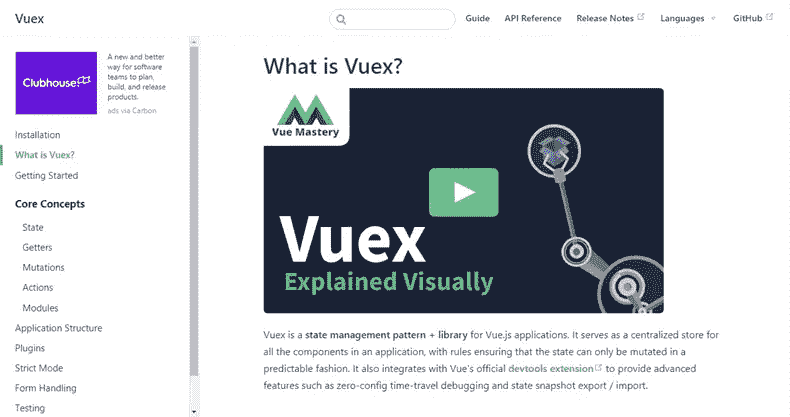 Vuex
Guide
API Reference
Release Notes
Languages
GitHub
Clubhouse
A new and better
way for software
teams to plan,
build, and release
products.
ads via Carbon
Installation
What is Vuex?
Getting Started
Core Concepts
State
Getters
Mutations
Actions
Modules
Application Structure
Plugins
Strict Mode
Form Handling
Testing
What is Vuex?
Vue Mastery
Vuex
Explained Visually
Vuex is a state management pattern + library for Vue.js applications. It serves as a centralized store for
all the components in an application, with rules ensuring that the state can only be mutated in a
predictable fashion. It also integrates with Vue's official devtools extension to provide advanced
features such as zero-config time-travel debugging and state snapshot export / import.